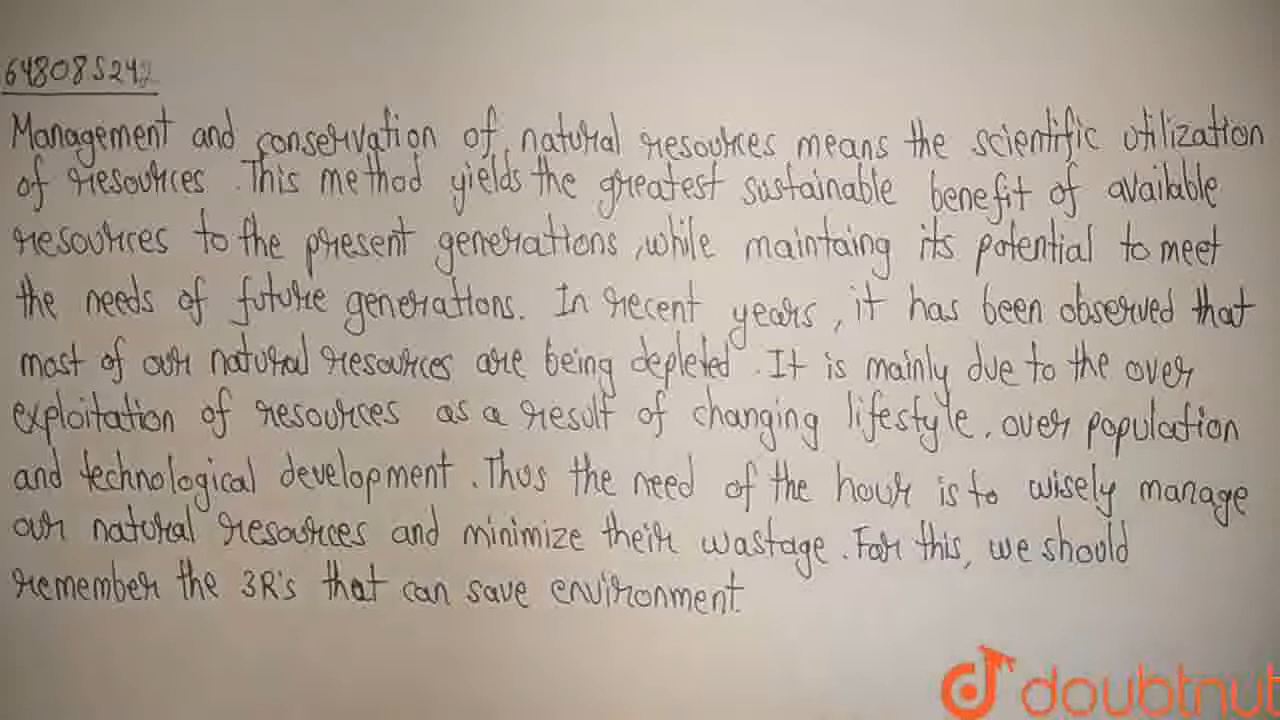 648085242
Management and conservation of natural resources means the scientific utilization
of resources. This method yields the greatest sustainable benefit of available
resources to the present generations, while maintaing its potential to meet
the needs of future generations. In recent years, it has been observed that
most of our natural resources are being depleted. It is mainly due to the over
exploitation of resources as a result of changing lifestyle, over population
and technological development. Thus the need of the hour is to wisely manage
our natural resources and minimize their wastage. For this, we should
remember the 3R's that can save environment.
doubtnut